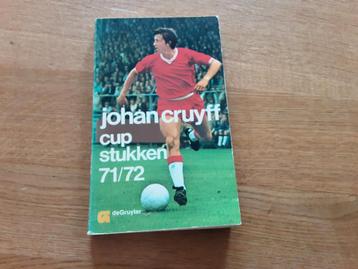 johan cruyff
cup
stukken
71/72
deGruyter